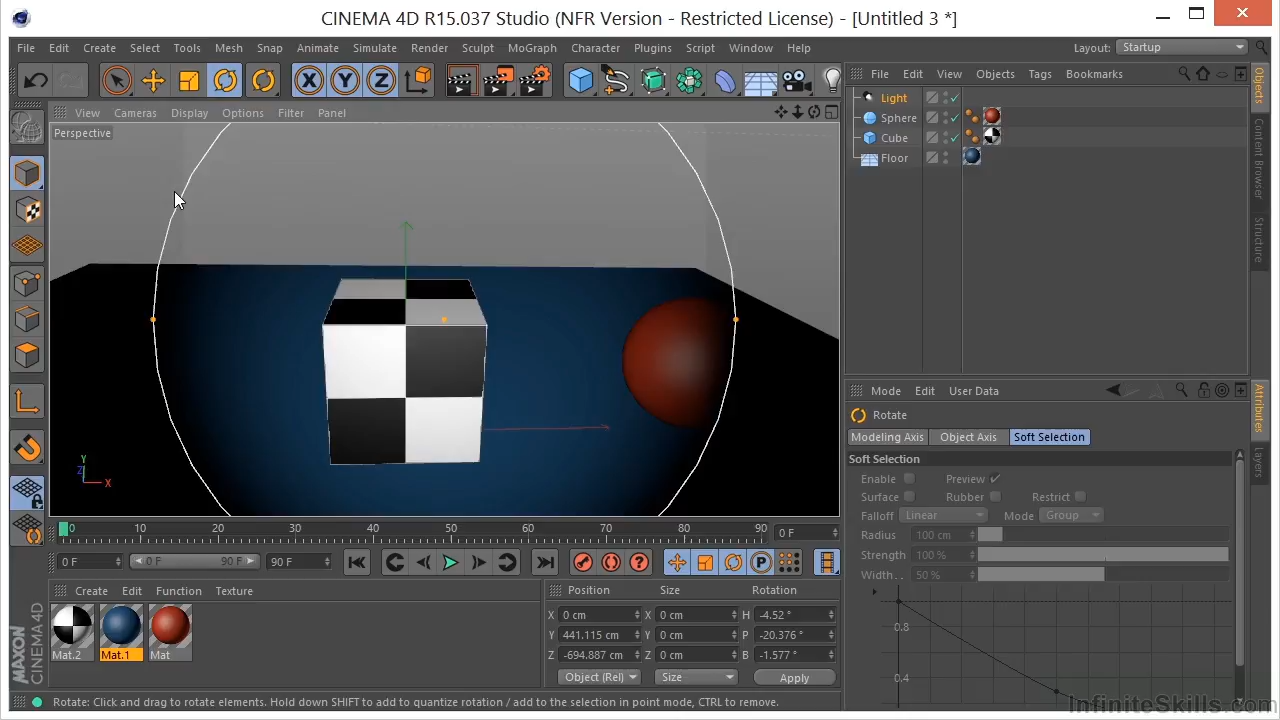 CINEMA 4D R15.037 Studio (NFR Version - Restricted License) - [Untitled 3 *]
File Edit Create Select Tools Mesh Snap Animate Simulate Render Sculpt MoGraph Character Plugins Script Window Help
Layout: Startup
X Y Z
File Edit View Objects Tags Bookmarks
View Cameras Display Options Filter Panel
Perspective
Light
Sphere
Cube
Floor
Objects
Content Browser
Structure
Mode Edit User Data
Rotate
Modeling Axis Object Axis Soft Selection
Soft Selection
Enable Preview
Surface Rubber Restrict
Falloff Linear Mode Group
Radius 100 cm
Strength 100 %
Width. . 50 %
0.8
0.4
Attributes
Layers
Y
Z
X
0 10 20 30 40 50 60 70 80 90 0 F
0 F 0 F 90 F 90 F
P
Create Edit Function Texture
Mat.2 Mat.1 Mat
Position Size Rotation
X 0 cm X 0 cm H -4.52 °
Y 441.115 cm Y 0 cm P -20.376 °
Z -694.887 cm Z 0 cm B -1.577 °
Object (Rel) Size Apply
MAXON
CINEMA 4D
Rotate: Click and drag to rotate elements. Hold down SHIFT to add to quantize rotation / add to the selection in point mode, CTRL to remove.
InfiniteSkills.com